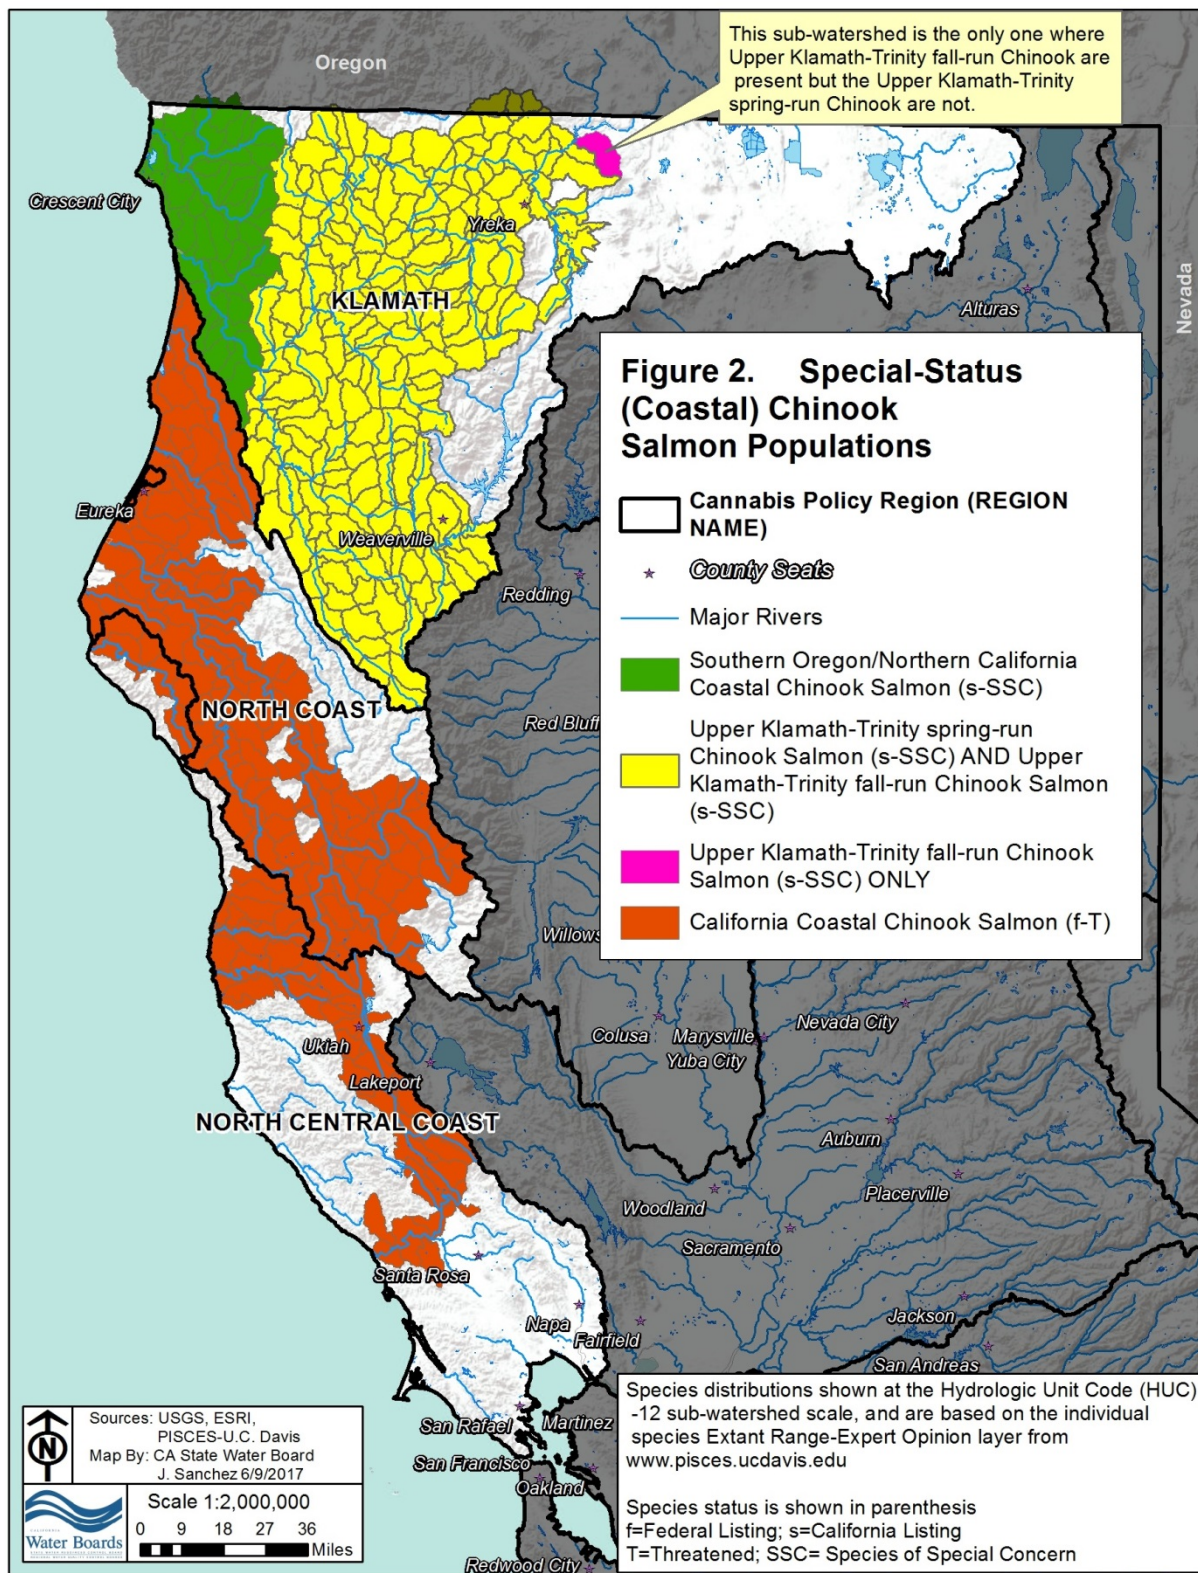 This sub-watershed is the only one where
Upper Klamath-Trinity fall-run Chinook are
present but the Upper Klamath-Trinity
spring-run Chinook are not.
Oregon
Crescent City
Yreka
KLAMATH
Nevada
Alturas
Figure 2. Special-Status
(Coastal) Chinook
Salmon Populations
Cannabis Policy Region (REGION
NAME)
County Seats
Major Rivers
Southern Oregon/Northern California
Coastal Chinook Salmon (s-SSC)
Upper Klamath-Trinity spring-run
Chinook Salmon (s-SSC) AND Upper
Klamath-Trinity fall-run Chinook Salmon
(s-SSC)
Upper Klamath-Trinity fall-run Chinook
Salmon (s-SSC) ONLY
California Coastal Chinook Salmon (f-T)
Eureka
Weaverville
Redding
NORTH COAST
Red Bluff
Willows
Colusa
Marysville
Yuba City
Nevada City
Ukiah
Lakeport
NORTH CENTRAL COAST
Auburn
Woodland
Placerville
Sacramento
Santa Rosa
Napa
Fairfield
Jackson
San Andreas
San Rafael
Martinez
San Francisco
Oakland
Redwood City
Species distributions shown at the Hydrologic Unit Code (HUC)
-12 sub-watershed scale, and are based on the individual
species Extant Range-Expert Opinion layer from
www.pisces.ucdavis.edu
Species status is shown in parenthesis
f=Federal Listing; s=California Listing
T=Threatened; SSC= Species of Special Concern
N
Sources: USGS, ESRI,
PISCES-U.C. Davis
Map By: CA State Water Board
J. Sanchez 6/9/2017
CALIFORNIA
Water Boards
Scale 1:2,000,000
0 9 18 27 36
Miles